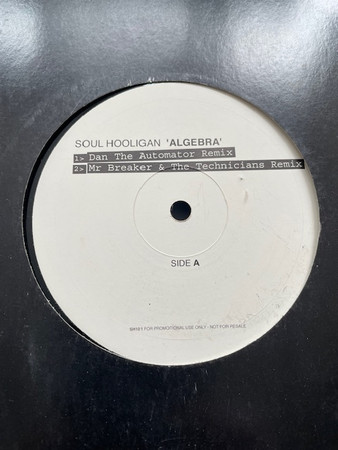 SOUL HOOLIGAN 'ALGEBRA'
1> Dan The Automator Remix
2> Mr Breaker & The Technicians Remix
SIDE A
FOR PROMOTIONAL USE ONLY - NOT FOR RESALE